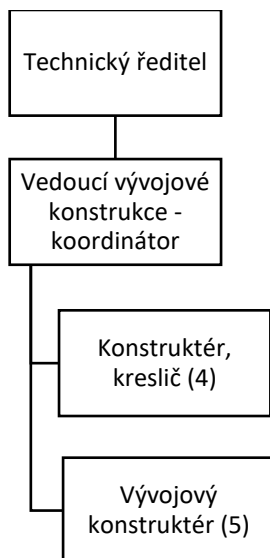 Technický ředitel
Vedoucí vývojové
konstrukce -
koordinátor
Konstruktér,
kreslič (4)
Vývojový
konstruktér (5)